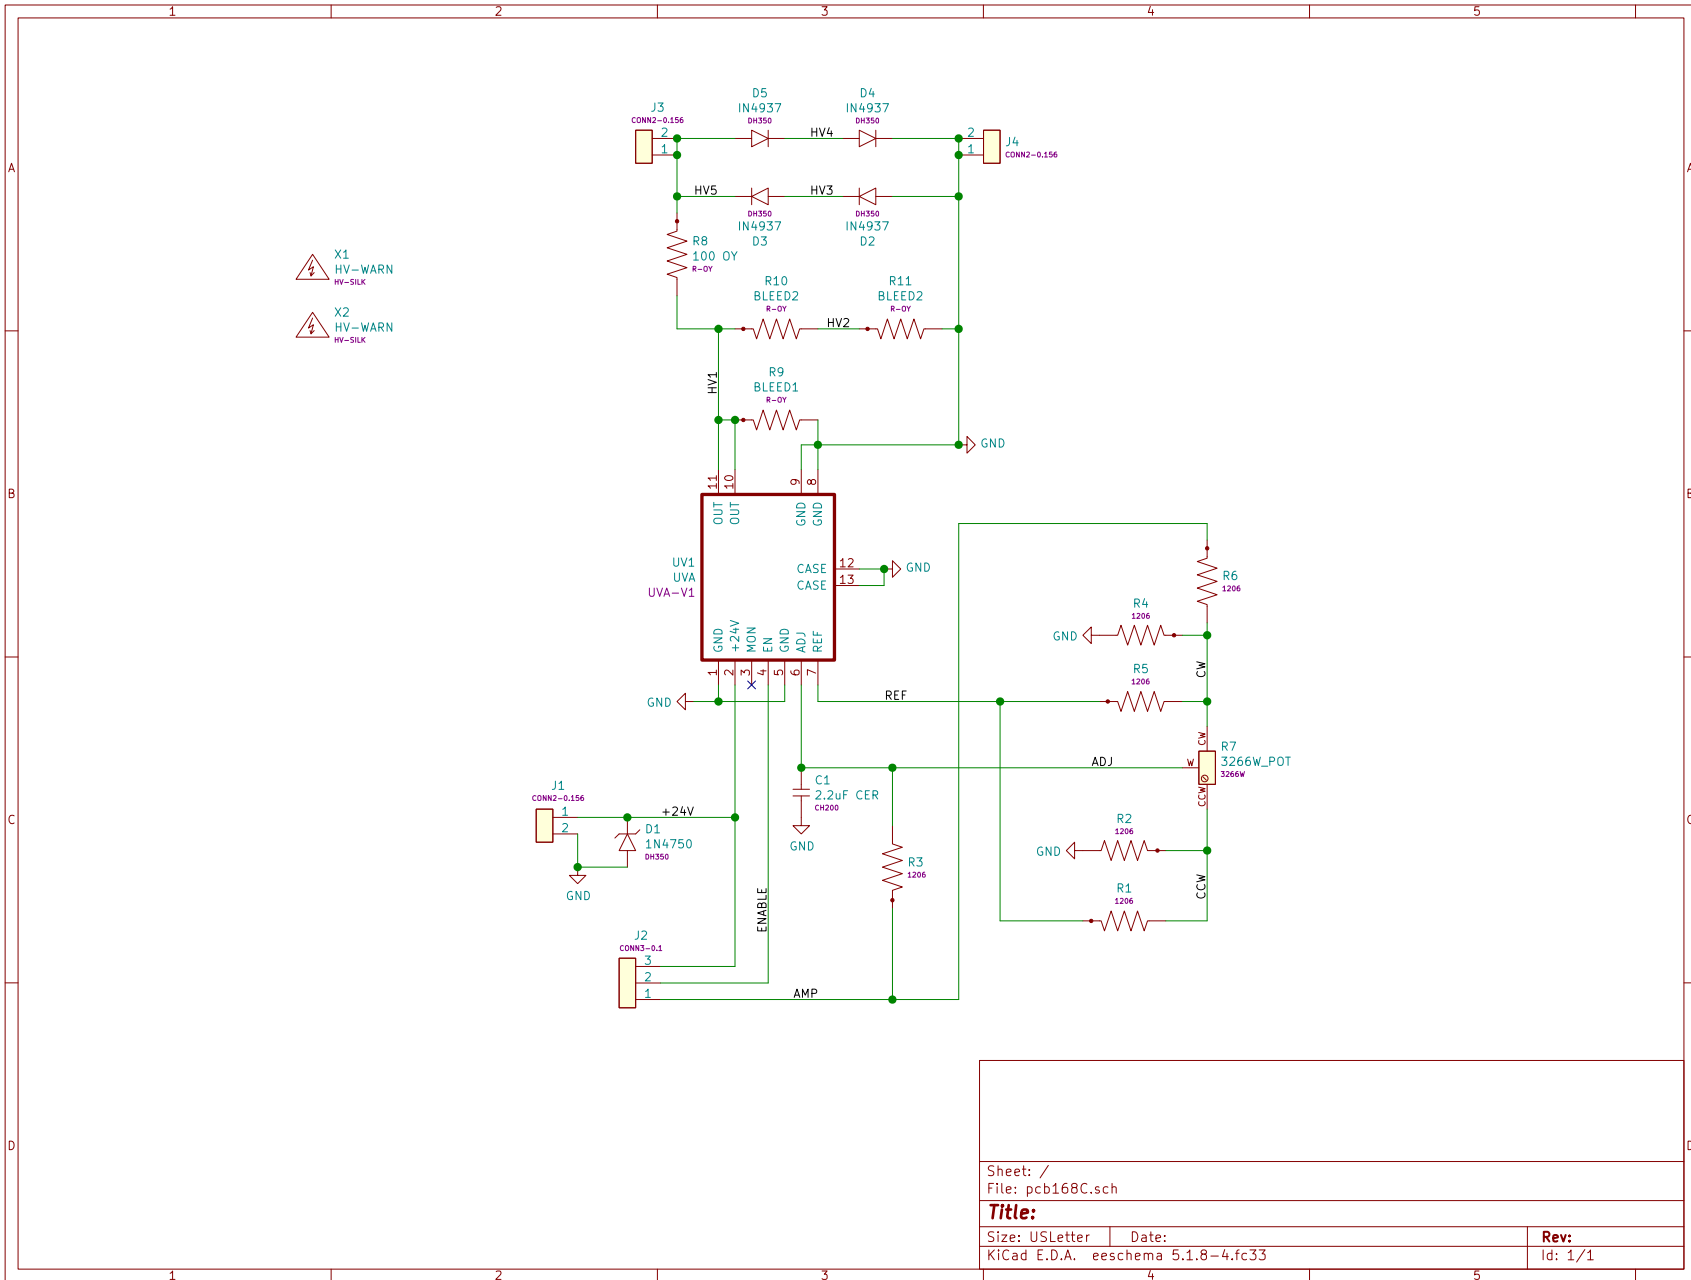 1 2 3 4 5
A
B
C
D
J3
CONN2-0.156
2
1
D5
IN4937
DH350
HV4
D4
IN4937
DH350
2
1
J4
CONN2-0.156
HV5
HV3
DH350
IN4937
D3
DH350
IN4937
D2
X1
HV-WARN
HV-SILK
X2
HV-WARN
HV-SILK
R8
100 OY
R-OY
R10
BLEED2
R-OY
HV2
R11
BLEED2
R-OY
HV1
R9
BLEED1
R-OY
GND
11
10
9
8
OUT
OUT
GND
GND
UV1
UVA
UVA-V1
CASE
CASE
12
13
GND
GND
+24V
MON
EN
GND
ADJ
REF
1
2
3
4
5
6
7
GND
REF
R6
1206
R4
1206
GND
CW
R5
1206
CW
R7
3266W_POT
3266W
W
CCW
ADJ
C1
2.2uF CER
CH200
GND
J1
CONN2-0.156
1
2
+24V
D1
1N4750
DH350
GND
R3
1206
R2
1206
GND
CCW
R1
1206
ENABLE
J2
CONN3-0.1
3
2
1
AMP
Sheet: /
File: pcb168C.sch
Title:
Size: USLetter Date: Rev:
KiCad E.D.A. eeschema 5.1.8-4.fc33 Id: 1/1
A
B
C
D
1 2 3 4 5